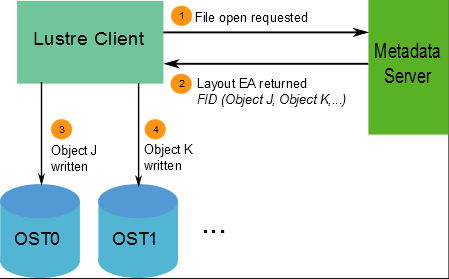 1 File open requested
Lustre Client
Metadata
Server
2 Layout EA returned
FID (Object J, Object K,...)
3
Object J
written
4
Object K
written
OST0
OST1
...